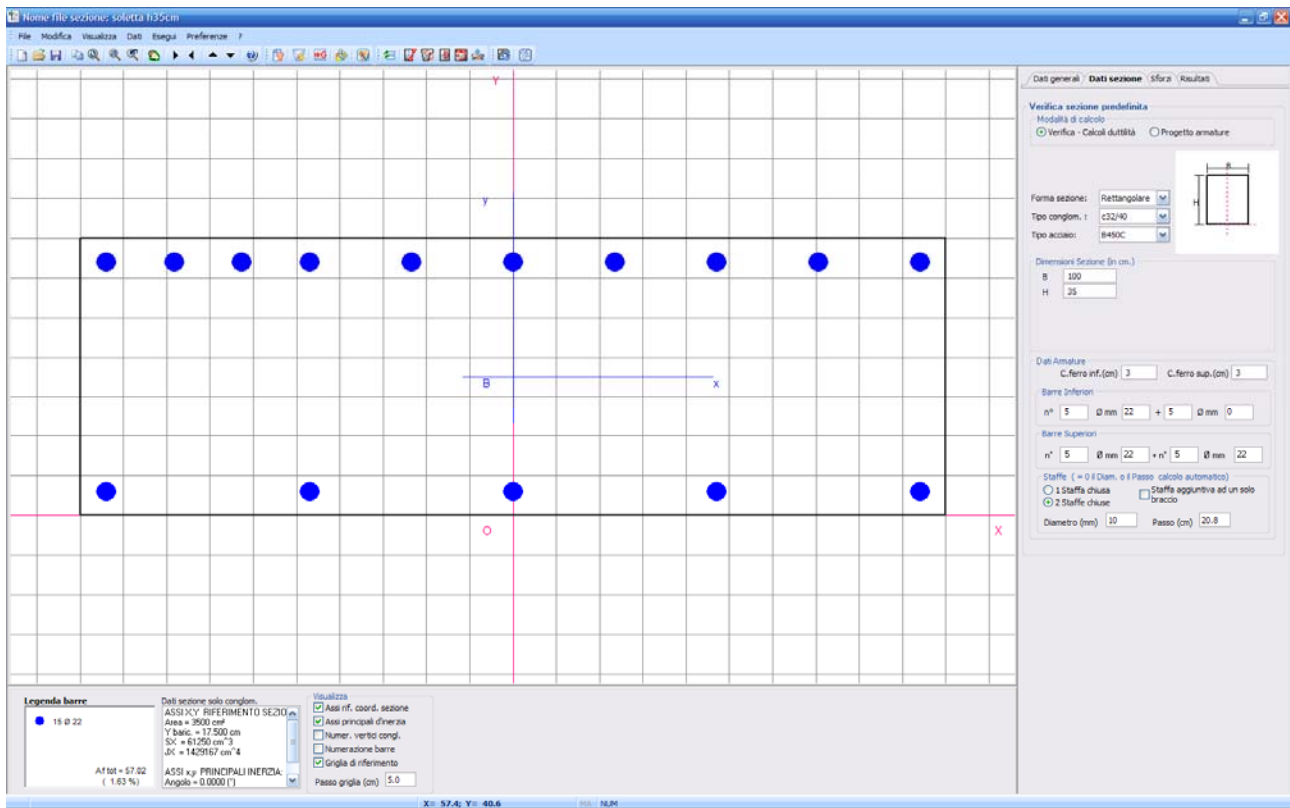 Nome file sezione: soletta h35cm
File Modifica Visualizza Dati Esegui Preferenze ?
Dati generali Dati sezione Sforzi Risultati
Verifica sezione predefinita
Modalità di calcolo
Verifica - Calcoli duttilità Progetto armature
B
H
Forma sezione: Rettangolare
Tipo conglom. : c32/40
Tipo acciaio: B450C
Dimensioni Sezione (in cm.)
B 100
H 35
Dati Armature
C.ferro inf.(cm) 3 C.ferro sup.(cm) 3
Barre Inferiori
n° 5 Ø mm 22 + 5 Ø mm 0
Barre Superiori
n° 5 Ø mm 22 + n° 5 Ø mm 22
Staffe ( = 0 il Diam. o il Passo calcolo automatico)
1 Staffa chiusa
2 Staffe chiuse
Staffa aggiuntiva ad un solo
braccio
Diametro (mm) 10 Passo (cm) 20.8
Y
y
B x
O X
Legenda barre
15 Ø 22
Af tot = 57.02
( 1.63 %)
Dati sezione solo conglom.
ASSI X,Y RIFERIMENTO SEZIO
Area = 3500 cm²
Y baric. = 17.500 cm
SX = 61250 cm^3
JX = 1429167 cm^4
ASSI x,y PRINCIPALI INERZIA:
Angolo = 0.0000 (°)
Visualizza
Assi rif. coord. sezione
Assi principali d'inerzia
Numer. vertici congl.
Numerazione barre
Griglia di riferimento
Passo griglia (cm) 5.0
X= 57.4; Y= 40.6 MA NUM